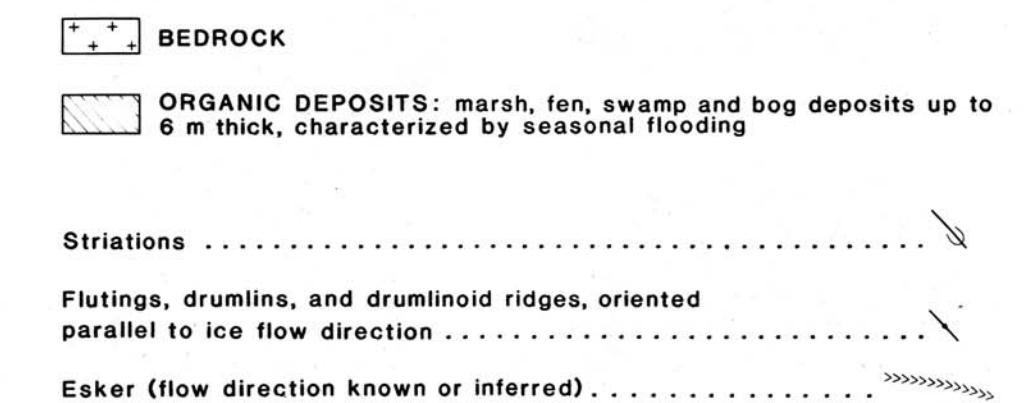 BEDROCK
ORGANIC DEPOSITS: marsh, fen, swamp and bog deposits up to
6 m thick, characterized by seasonal flooding
Striations ...........................................
Flutings, drumlins, and drumlinoid ridges, oriented
parallel to ice flow direction .............................
Esker (flow direction known or inferred)................